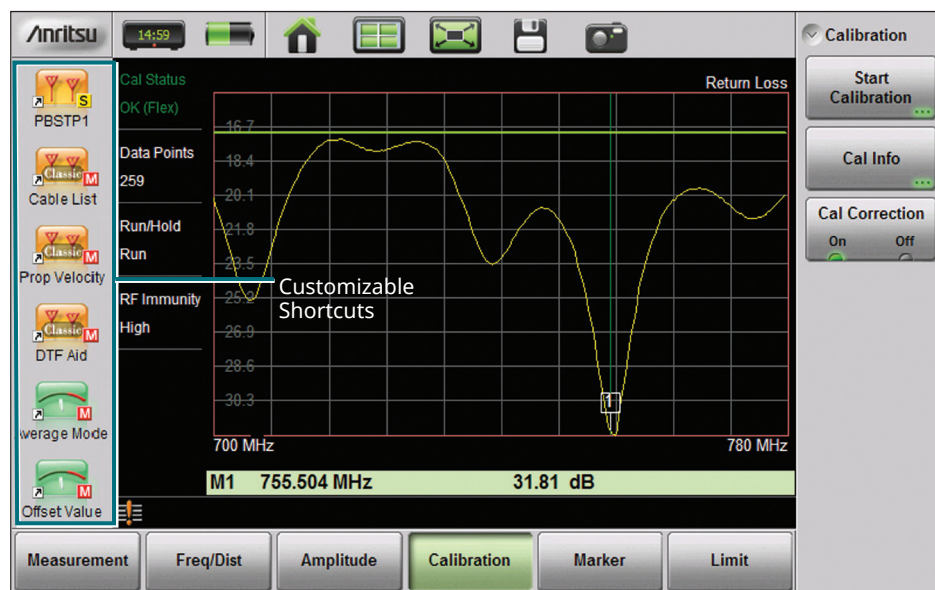 Anritsu
14:59
Calibration
Start
Calibration
Cal Info
Cal Correction
On Off
S
PBSTP1
Classic M
Cable List
Classic M
Prop Velocity
Classic M
DTF Aid
M
Average Mode
M
Offset Value
Cal Status
OK (Flex)
Data Points
259
Run/Hold
Run
RF Immunity
High
Return Loss
16.7
18.4
20.1
21.8
23.5
25.2
26.9
28.6
30.3
1
Customizable
Shortcuts
700 MHz 780 MHz
M1 755.504 MHz 31.81 dB
Measurement Freq/Dist Amplitude Calibration Marker Limit